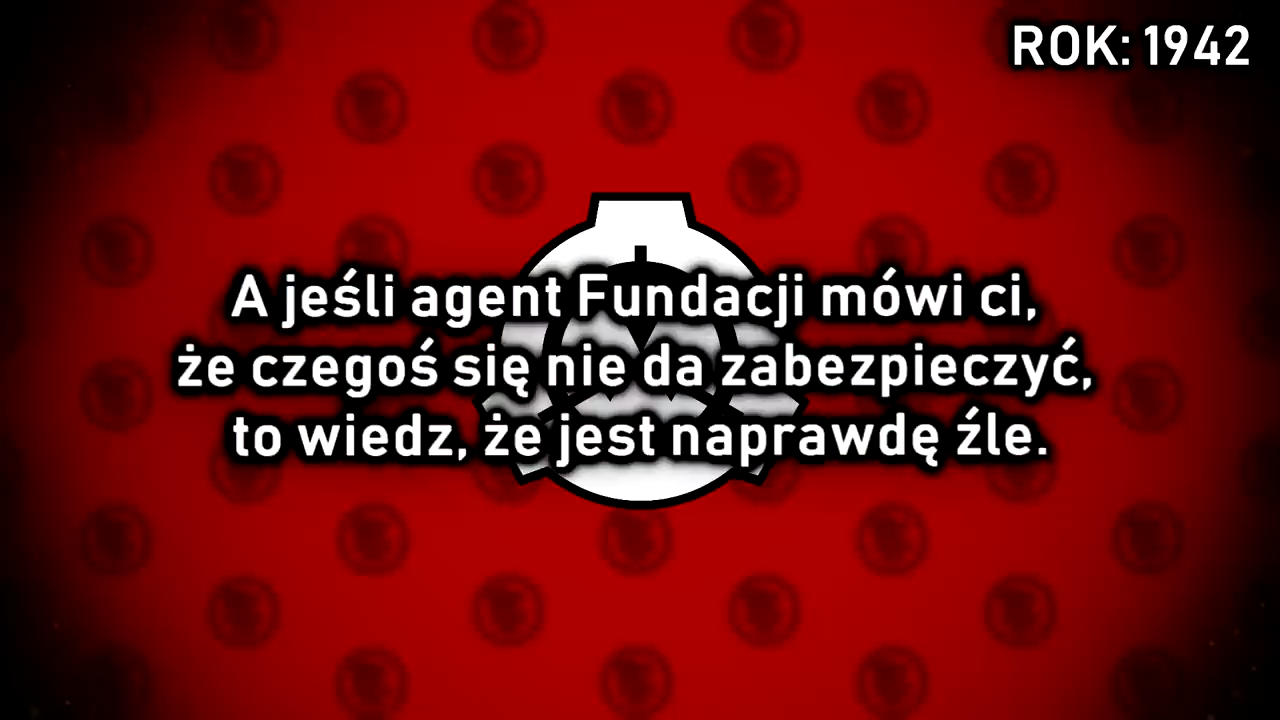 ROK: 1942
A jeśli agent Fundacji mówi ci,
że czegoś się nie da zabezpieczyć,
to wiedz, że jest naprawdę źle.